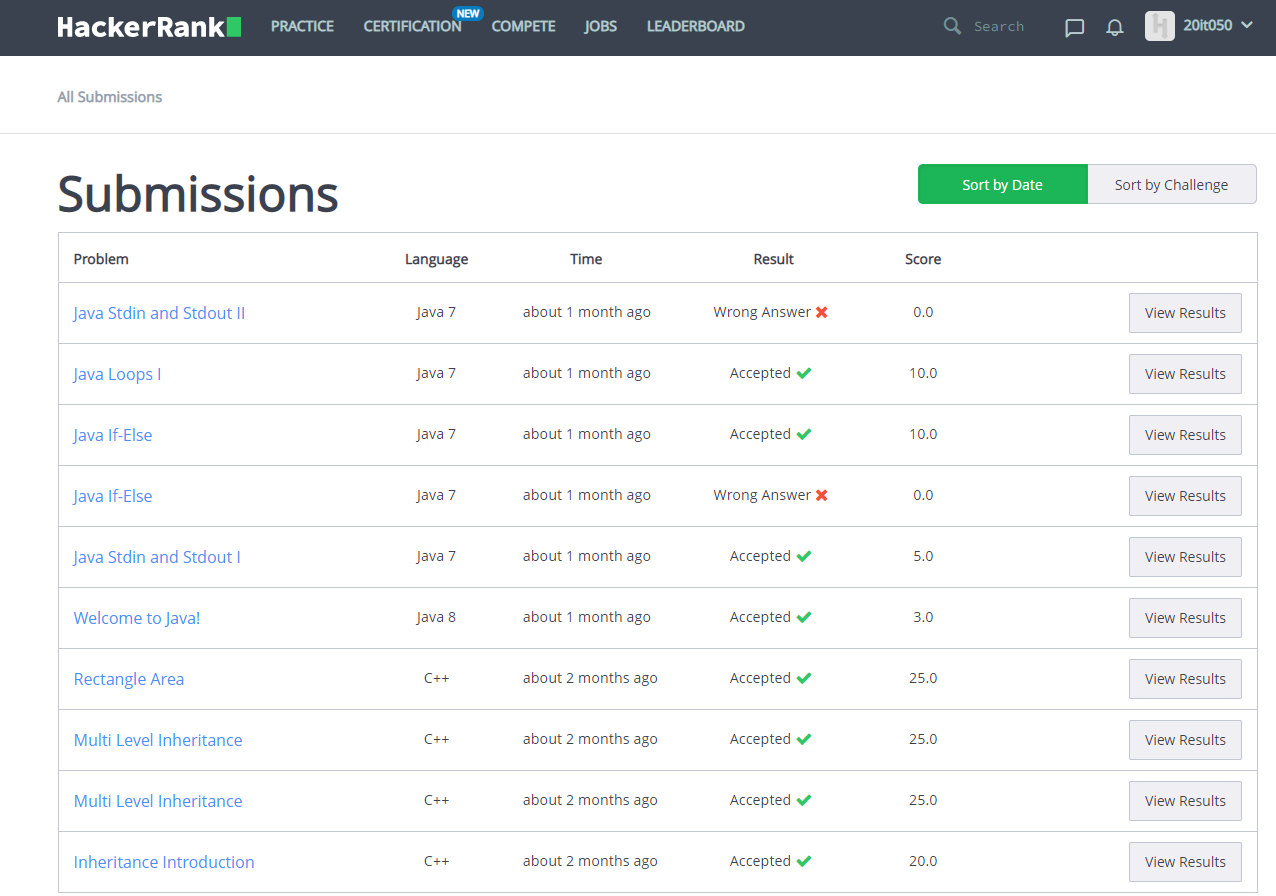 HackerRank PRACTICE CERTIFICATION NEW COMPETE JOBS LEADERBOARD Search 20it050
All Submissions
Submissions Sort by Date Sort by Challenge
Problem Language Time Result Score
Java Stdin and Stdout II Java 7 about 1 month ago Wrong Answer 0.0 View Results
Java Loops I Java 7 about 1 month ago Accepted 10.0 View Results
Java If-Else Java 7 about 1 month ago Accepted 10.0 View Results
Java If-Else Java 7 about 1 month ago Wrong Answer 0.0 View Results
Java Stdin and Stdout I Java 7 about 1 month ago Accepted 5.0 View Results
Welcome to Java! Java 8 about 1 month ago Accepted 3.0 View Results
Rectangle Area C++ about 2 months ago Accepted 25.0 View Results
Multi Level Inheritance C++ about 2 months ago Accepted 25.0 View Results
Multi Level Inheritance C++ about 2 months ago Accepted 25.0 View Results
Inheritance Introduction C++ about 2 months ago Accepted 20.0 View Results